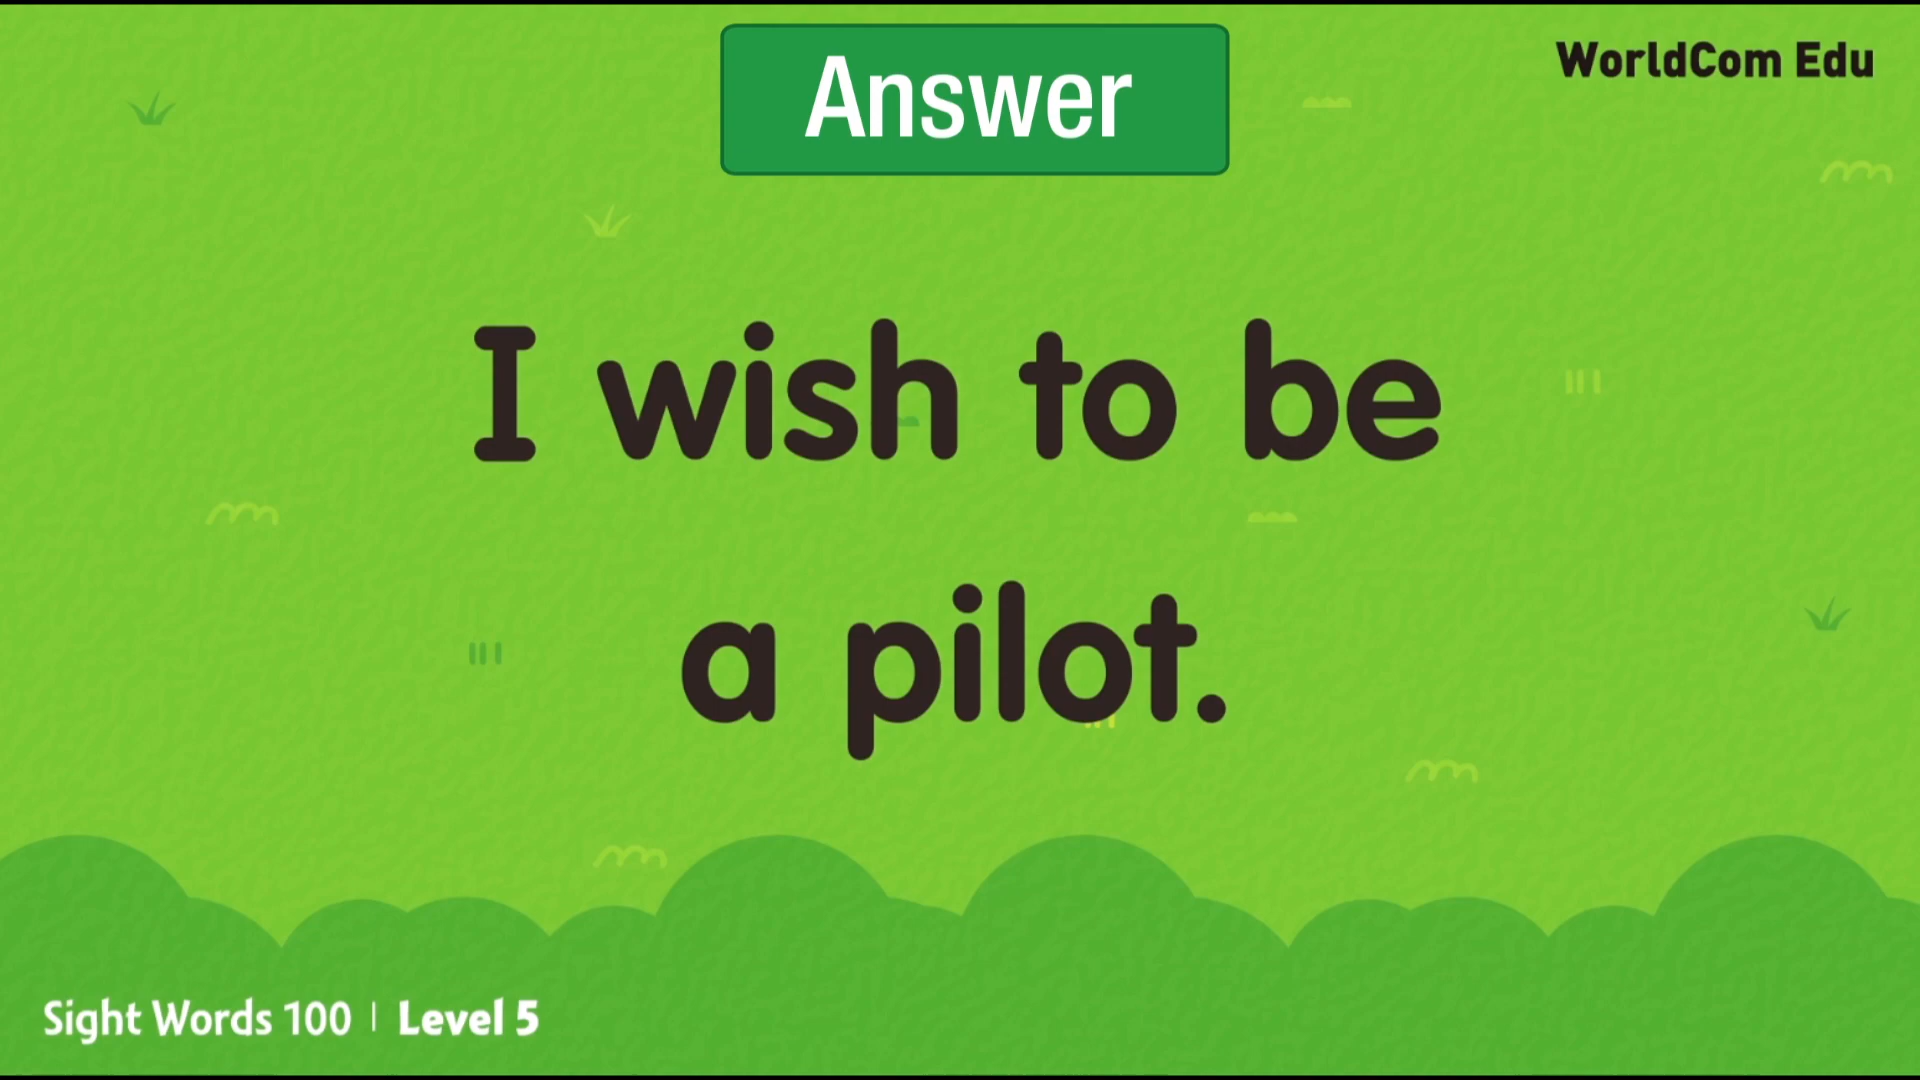 Answer
WorldCom Edu
I wish to be
a pilot.
Sight Words 100 | Level 5